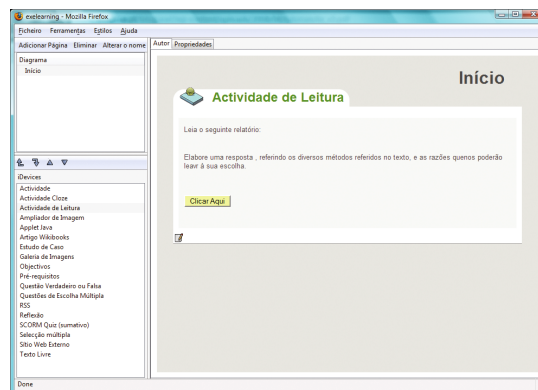 exelearning - Mozilla Firefox
Ficheiro Ferramentas Estilos Ajuda
Adicionar Página Eliminar Alterar o nome
Autor Propriedades
Diagrama
Início
Início
Actividade de Leitura
Leia o seguinte relatório:
Elabore uma resposta , referindo os diversos métodos referidos no texto, e as razões quenos poderão
leavr à sua escolha.
Clicar Aqui
iDevices
Actividade
Actividade Cloze
Actividade de Leitura
Ampliador de Imagem
Applet Java
Artigo Wikibooks
Estudo de Caso
Galeria de Imagens
Objectivos
Pré-requisitos
Questão Verdadeiro ou Falsa
Questões de Escolha Múltipla
RSS
Reflexão
SCORM Quiz (sumativo)
Selecção múltipla
Sítio Web Externo
Texto Livre
Done